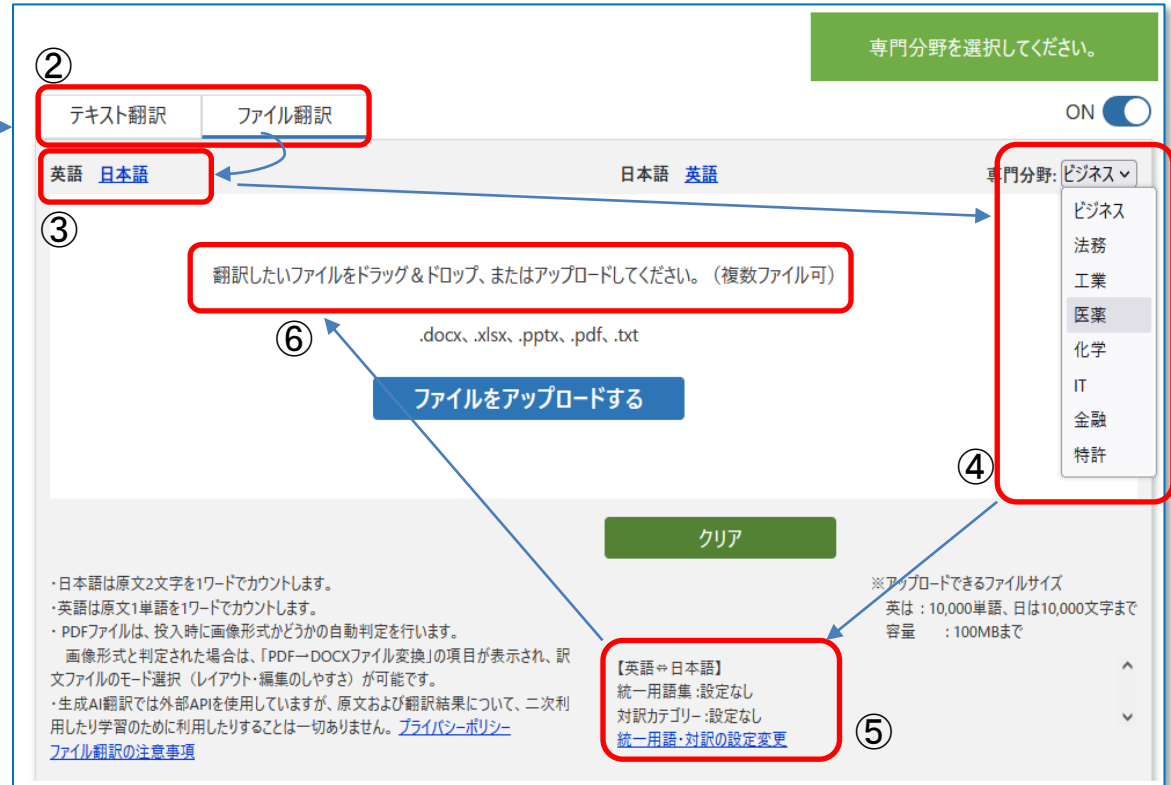 専門分野を選択してください。
②
テキスト翻訳 ファイル翻訳
ON
英語 日本語
日本語 英語
専門分野: ビジネス
③
ビジネス
法務
工業
医薬
化学
IT
金融
特許
④
翻訳したいファイルをドラッグ＆ドロップ、またはアップロードしてください。（複数ファイル可）
⑥
.docx、.xlsx、.pptx、.pdf、.txt
ファイルをアップロードする
クリア
・日本語は原文2文字を1ワードでカウントします。
・英語は原文1単語を1ワードでカウントします。
・PDFファイルは、投入時に画像形式かどうかの自動判定を行います。
画像形式と判定された場合は、「PDF→DOCXファイル変換」の項目が表示され、訳
文ファイルのモード選択（レイアウト・編集のしやすさ）が可能です。
・生成AI翻訳では外部APIを使用していますが、原文および翻訳結果について、二次利
用したり学習のために利用したりすることは一切ありません。プライバシーポリシー
ファイル翻訳の注意事項
【英語⇔日本語】
統一用語集:設定なし
対訳カテゴリー:設定なし
統一用語・対訳の設定変更
⑤
※アップロードできるファイルサイズ
英は：10,000単語、日は10,000文字まで
容量　：100MBまで